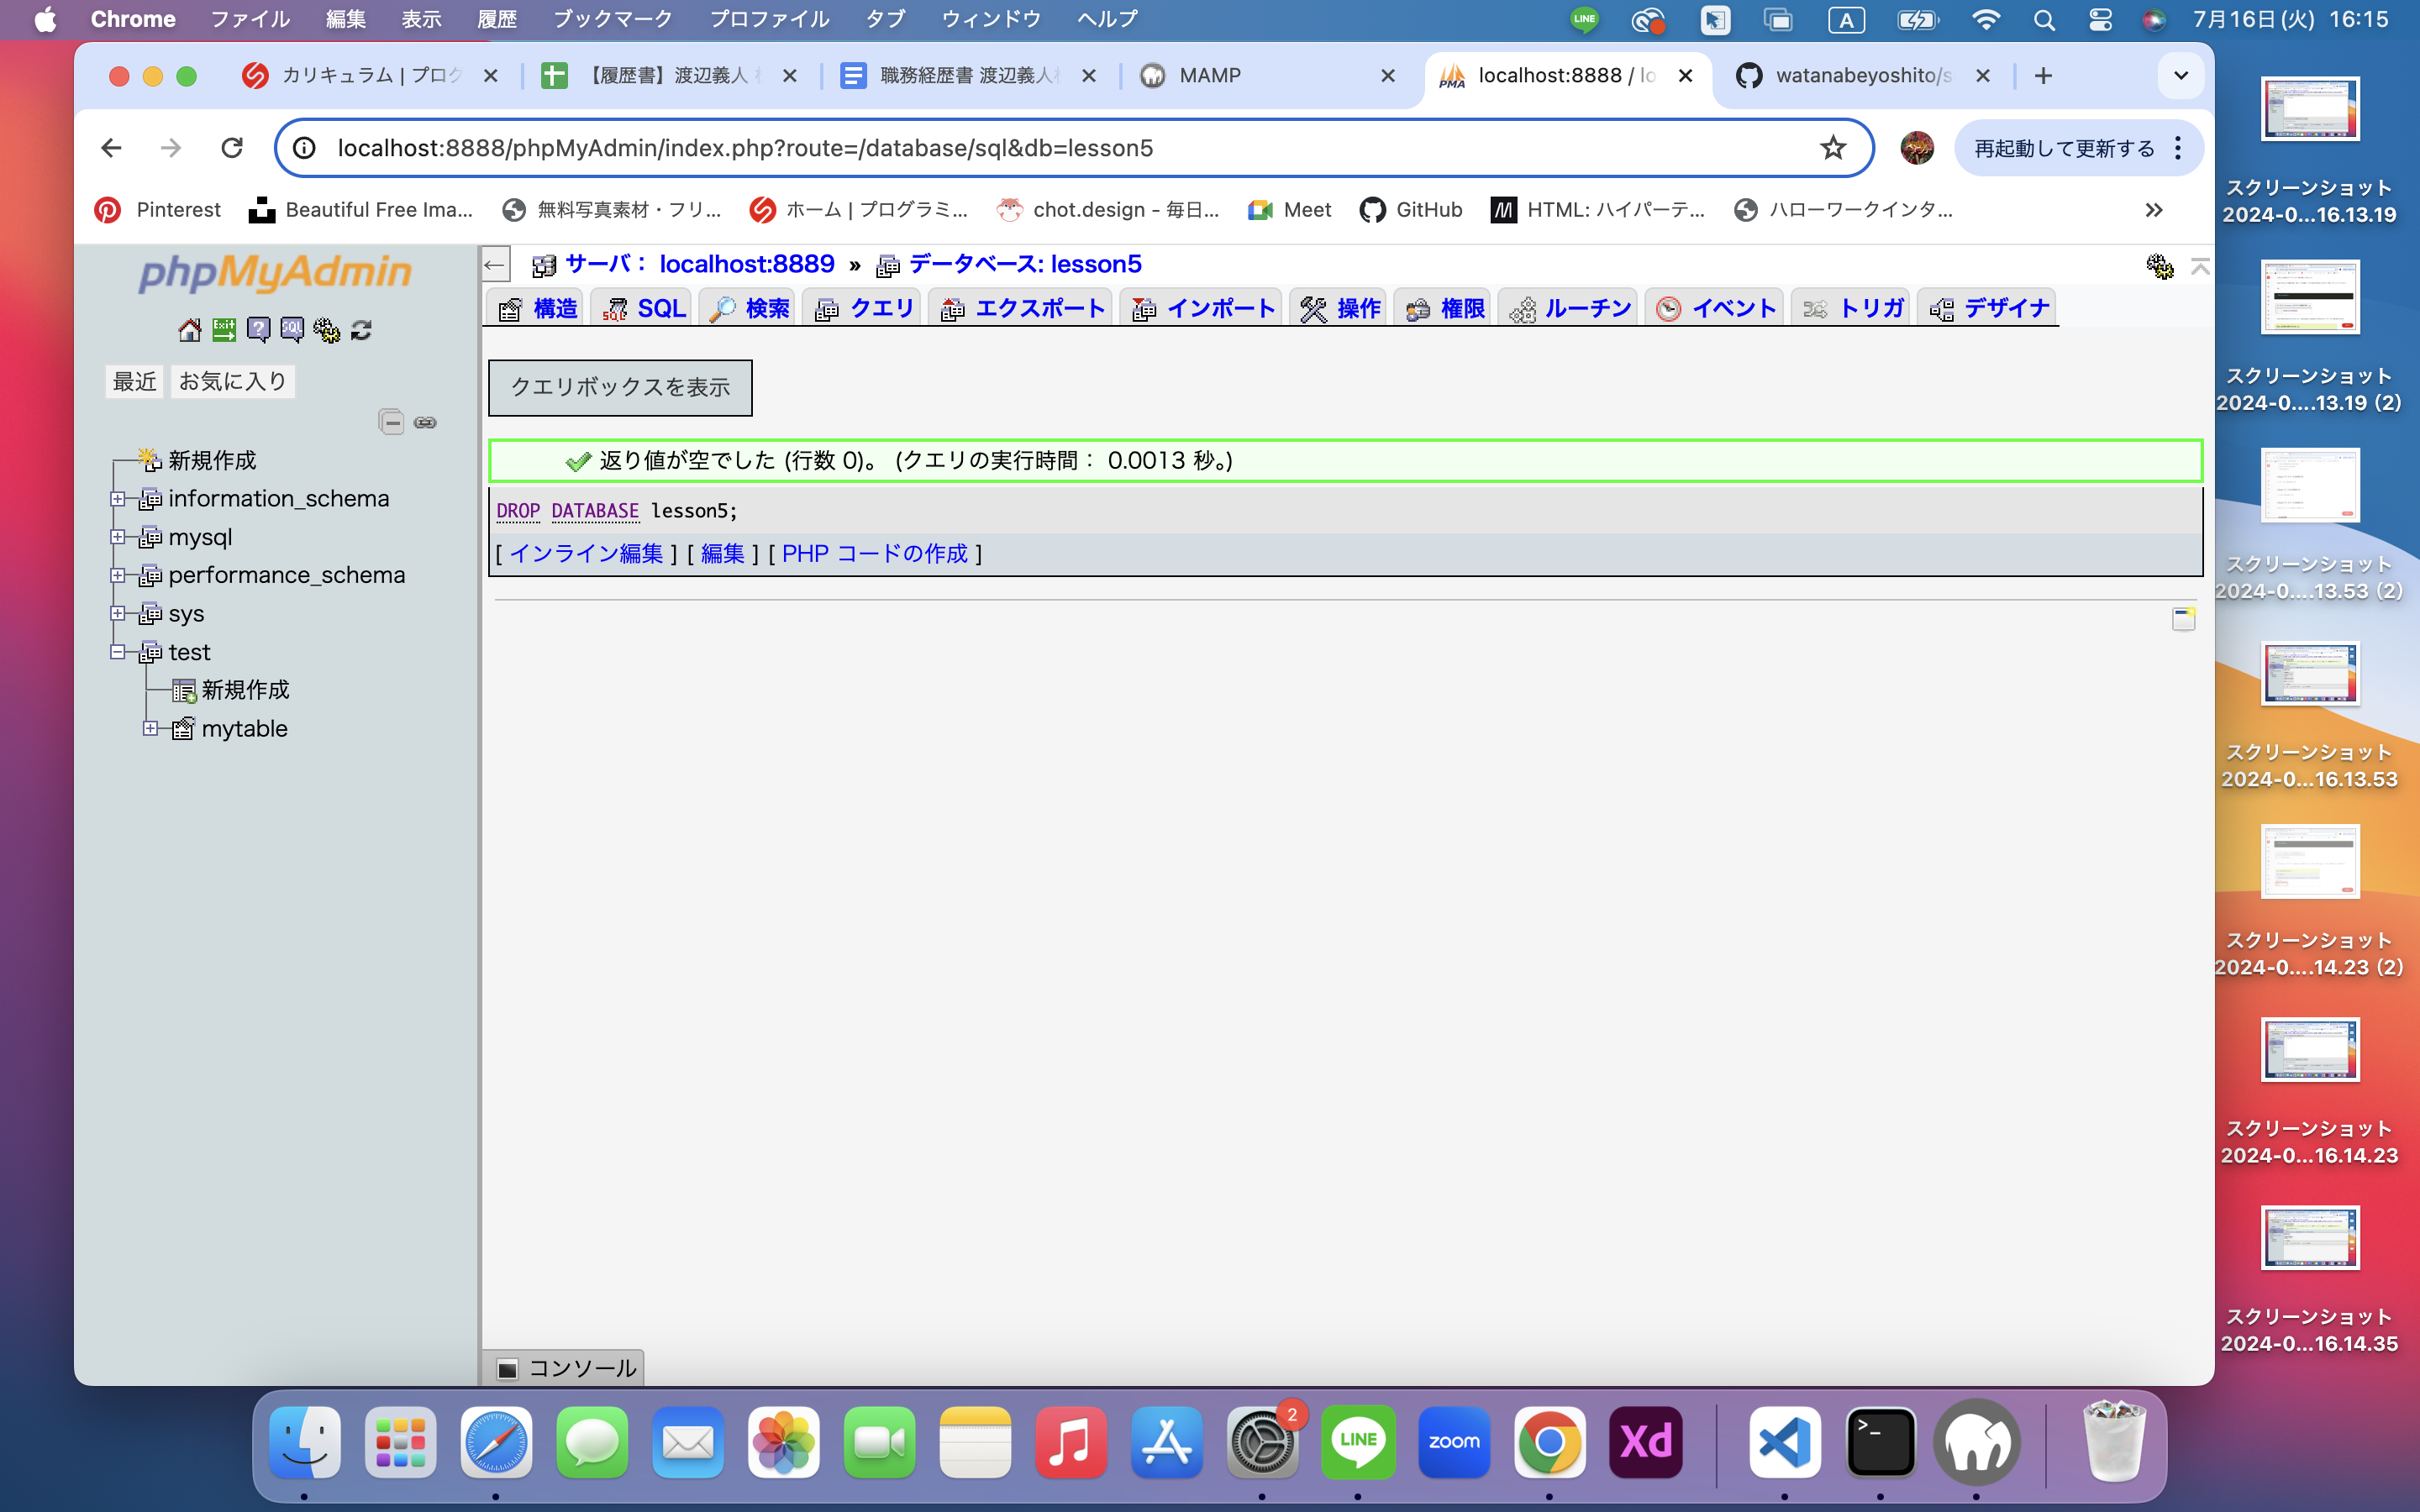 Chrome ファイル 編集 表示 履歴 ブックマーク プロファイル タブ ウィンドウ ヘルプ LINE A 7月16日(火) 16:15
カリキュラム | プログ 【履歴書】渡辺義人 職務経歴書 渡辺義人 MAMP PMA localhost:8888 / lo watanabeyoshito/s
localhost:8888/phpMyAdmin/index.php?route=/database/sql&db=lesson5 再起動して更新する
Pinterest Beautiful Free Ima... 無料写真素材・フリ... ホーム | プログラミ... chot.design - 毎日... Meet GitHub HTML: ハイパーテ... ハローワークインタ... »
phpMyAdmin
最近 お気に入り
新規作成
information_schema
mysql
performance_schema
sys
test
新規作成
mytable
← サーバ： localhost:8889 » データベース: lesson5
構造 SQL 検索 クエリ エクスポート インポート 操作 権限 ルーチン イベント トリガ デザイナ
クエリボックスを表示
返り値が空でした (行数 0)。 (クエリの実行時間： 0.0013 秒。)
DROP DATABASE lesson5;
[ インライン編集 ] [ 編集 ] [ PHP コードの作成 ]
コンソール
スクリーンショット
2024-0...16.13.19
スクリーンショット
2024-0....13.19 (2)
スクリーンショット
2024-0....13.53 (2)
スクリーンショット
2024-0...16.13.53
スクリーンショット
2024-0....14.23 (2)
スクリーンショット
2024-0...16.14.23
スクリーンショット
2024-0...16.14.35
2 LINE zoom Xd >_